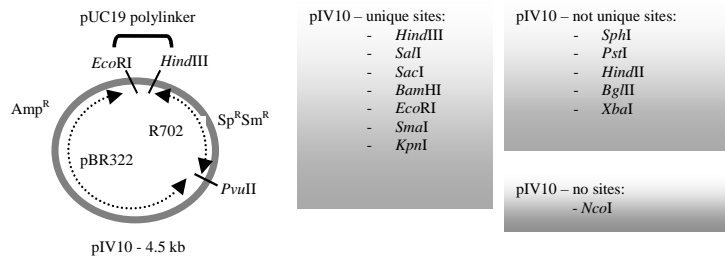 pUC19 polylinker
EcoRI HindIII
Amp^R
Sp^RSm^R
R702
pBR322
PvuII
pIV10 - 4.5 kb
pIV10 – unique sites:
- HindIII
- SalI
- SacI
- BamHI
- EcoRI
- SmaI
- KpnI
pIV10 – not unique sites:
- SphI
- PstI
- HindII
- BglII
- XbaI
pIV10 – no sites:
- NcoI